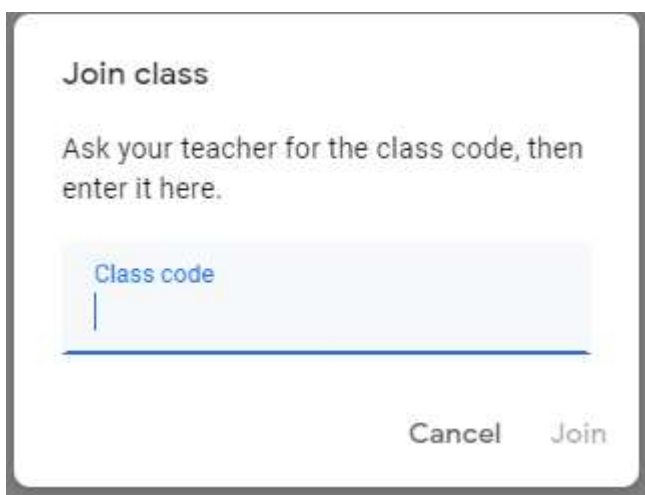 Join class
Ask your teacher for the class code, then
enter it here.
Class code
Cancel Join